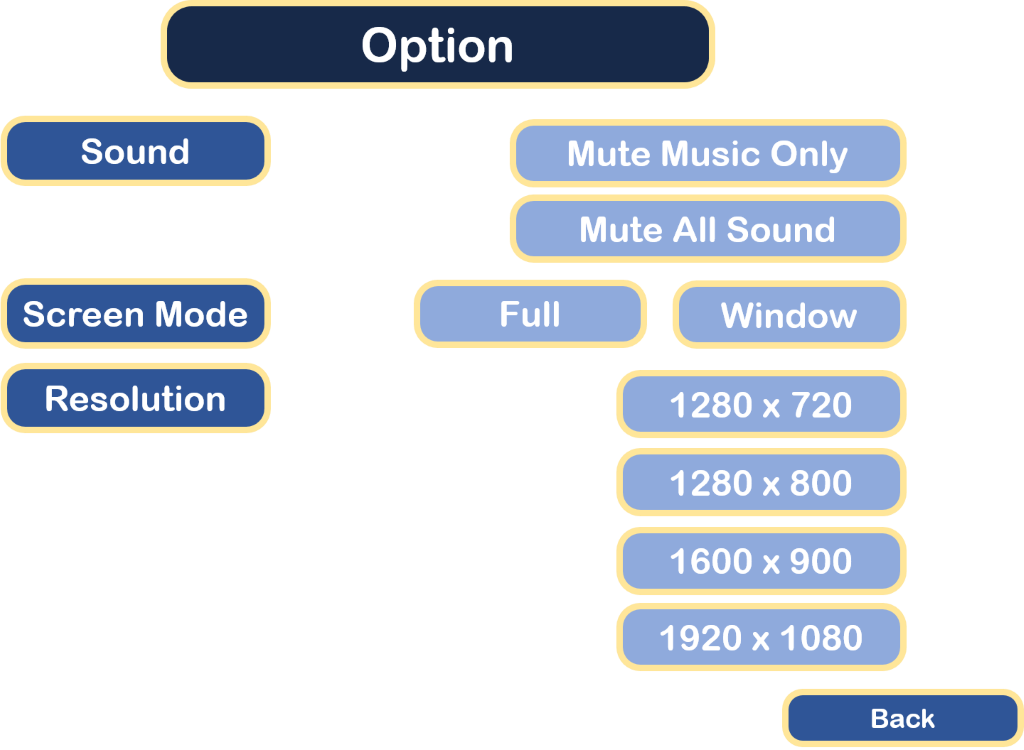 Option
Sound
Mute Music Only
Mute All Sound
Screen Mode
Full
Window
Resolution
1280 x 720
1280 x 800
1600 x 900
1920 x 1080
Back